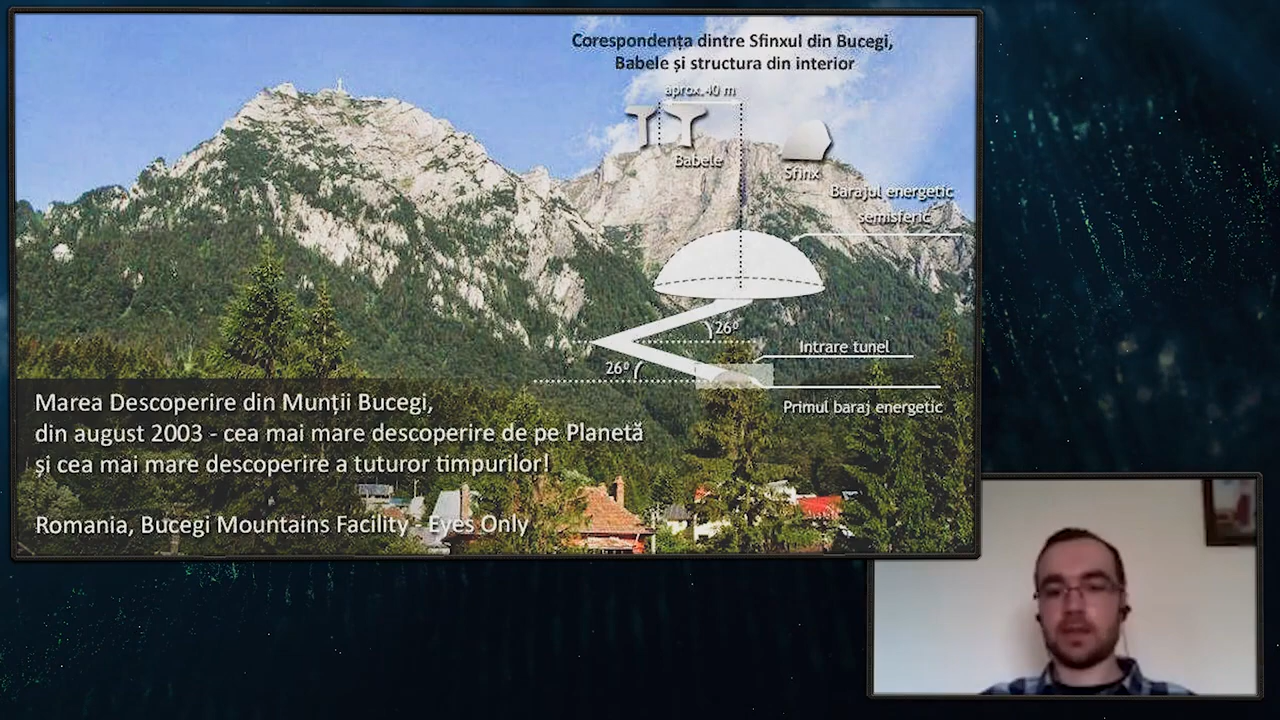 Corespondența dintre Sfinxul din Bucegi,
Babele și structura din interior
aprox. 40 m
Babele
Sfinx
Barajul energetic
semisferic
26º
Intrare tunel
26º
Primul baraj energetic
Marea Descoperire din Munții Bucegi,
din august 2003 - cea mai mare descoperire de pe Planetă
și cea mai mare descoperire a tuturor timpurilor!
Romania, Bucegi Mountains Facility - Eyes Only